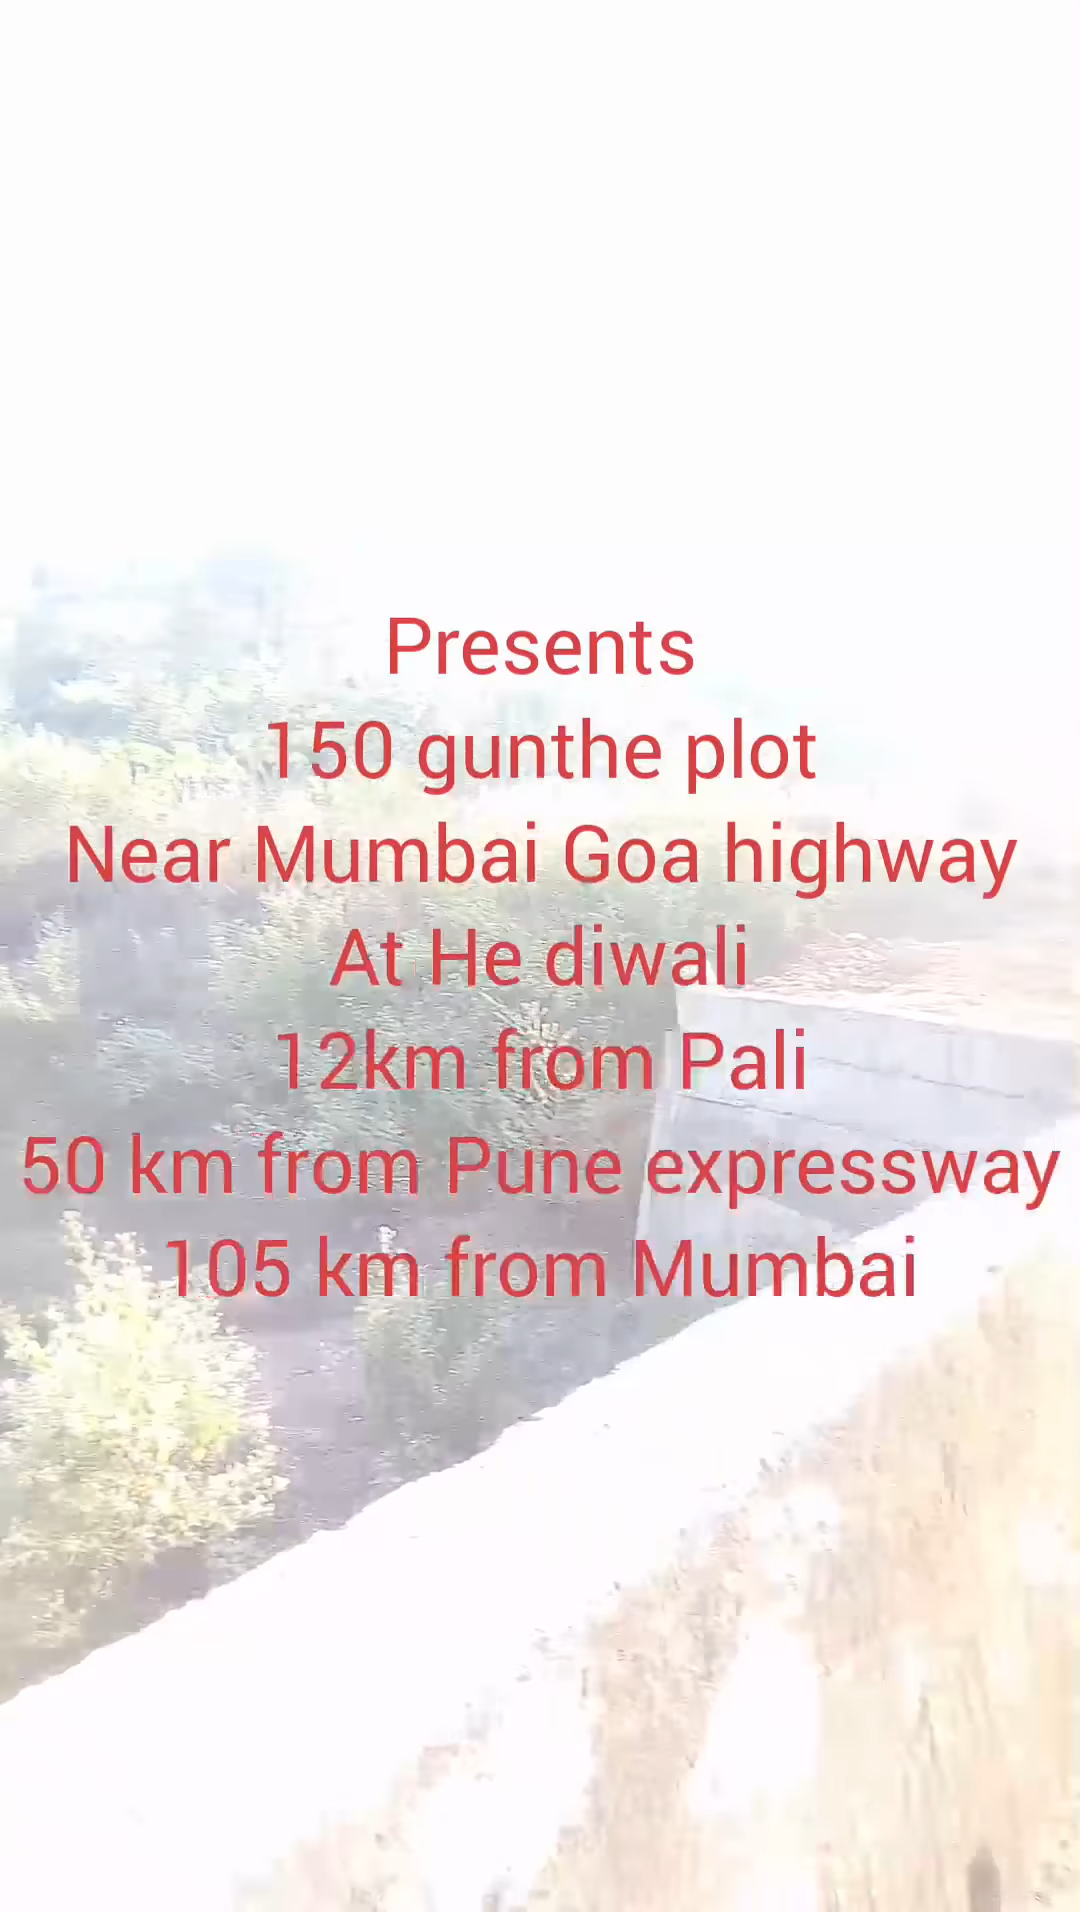 Presents
150 gunthe plot
Near Mumbai Goa highway
At He diwali
12km from Pali
50 km from Pune expressway
105 km from Mumbai